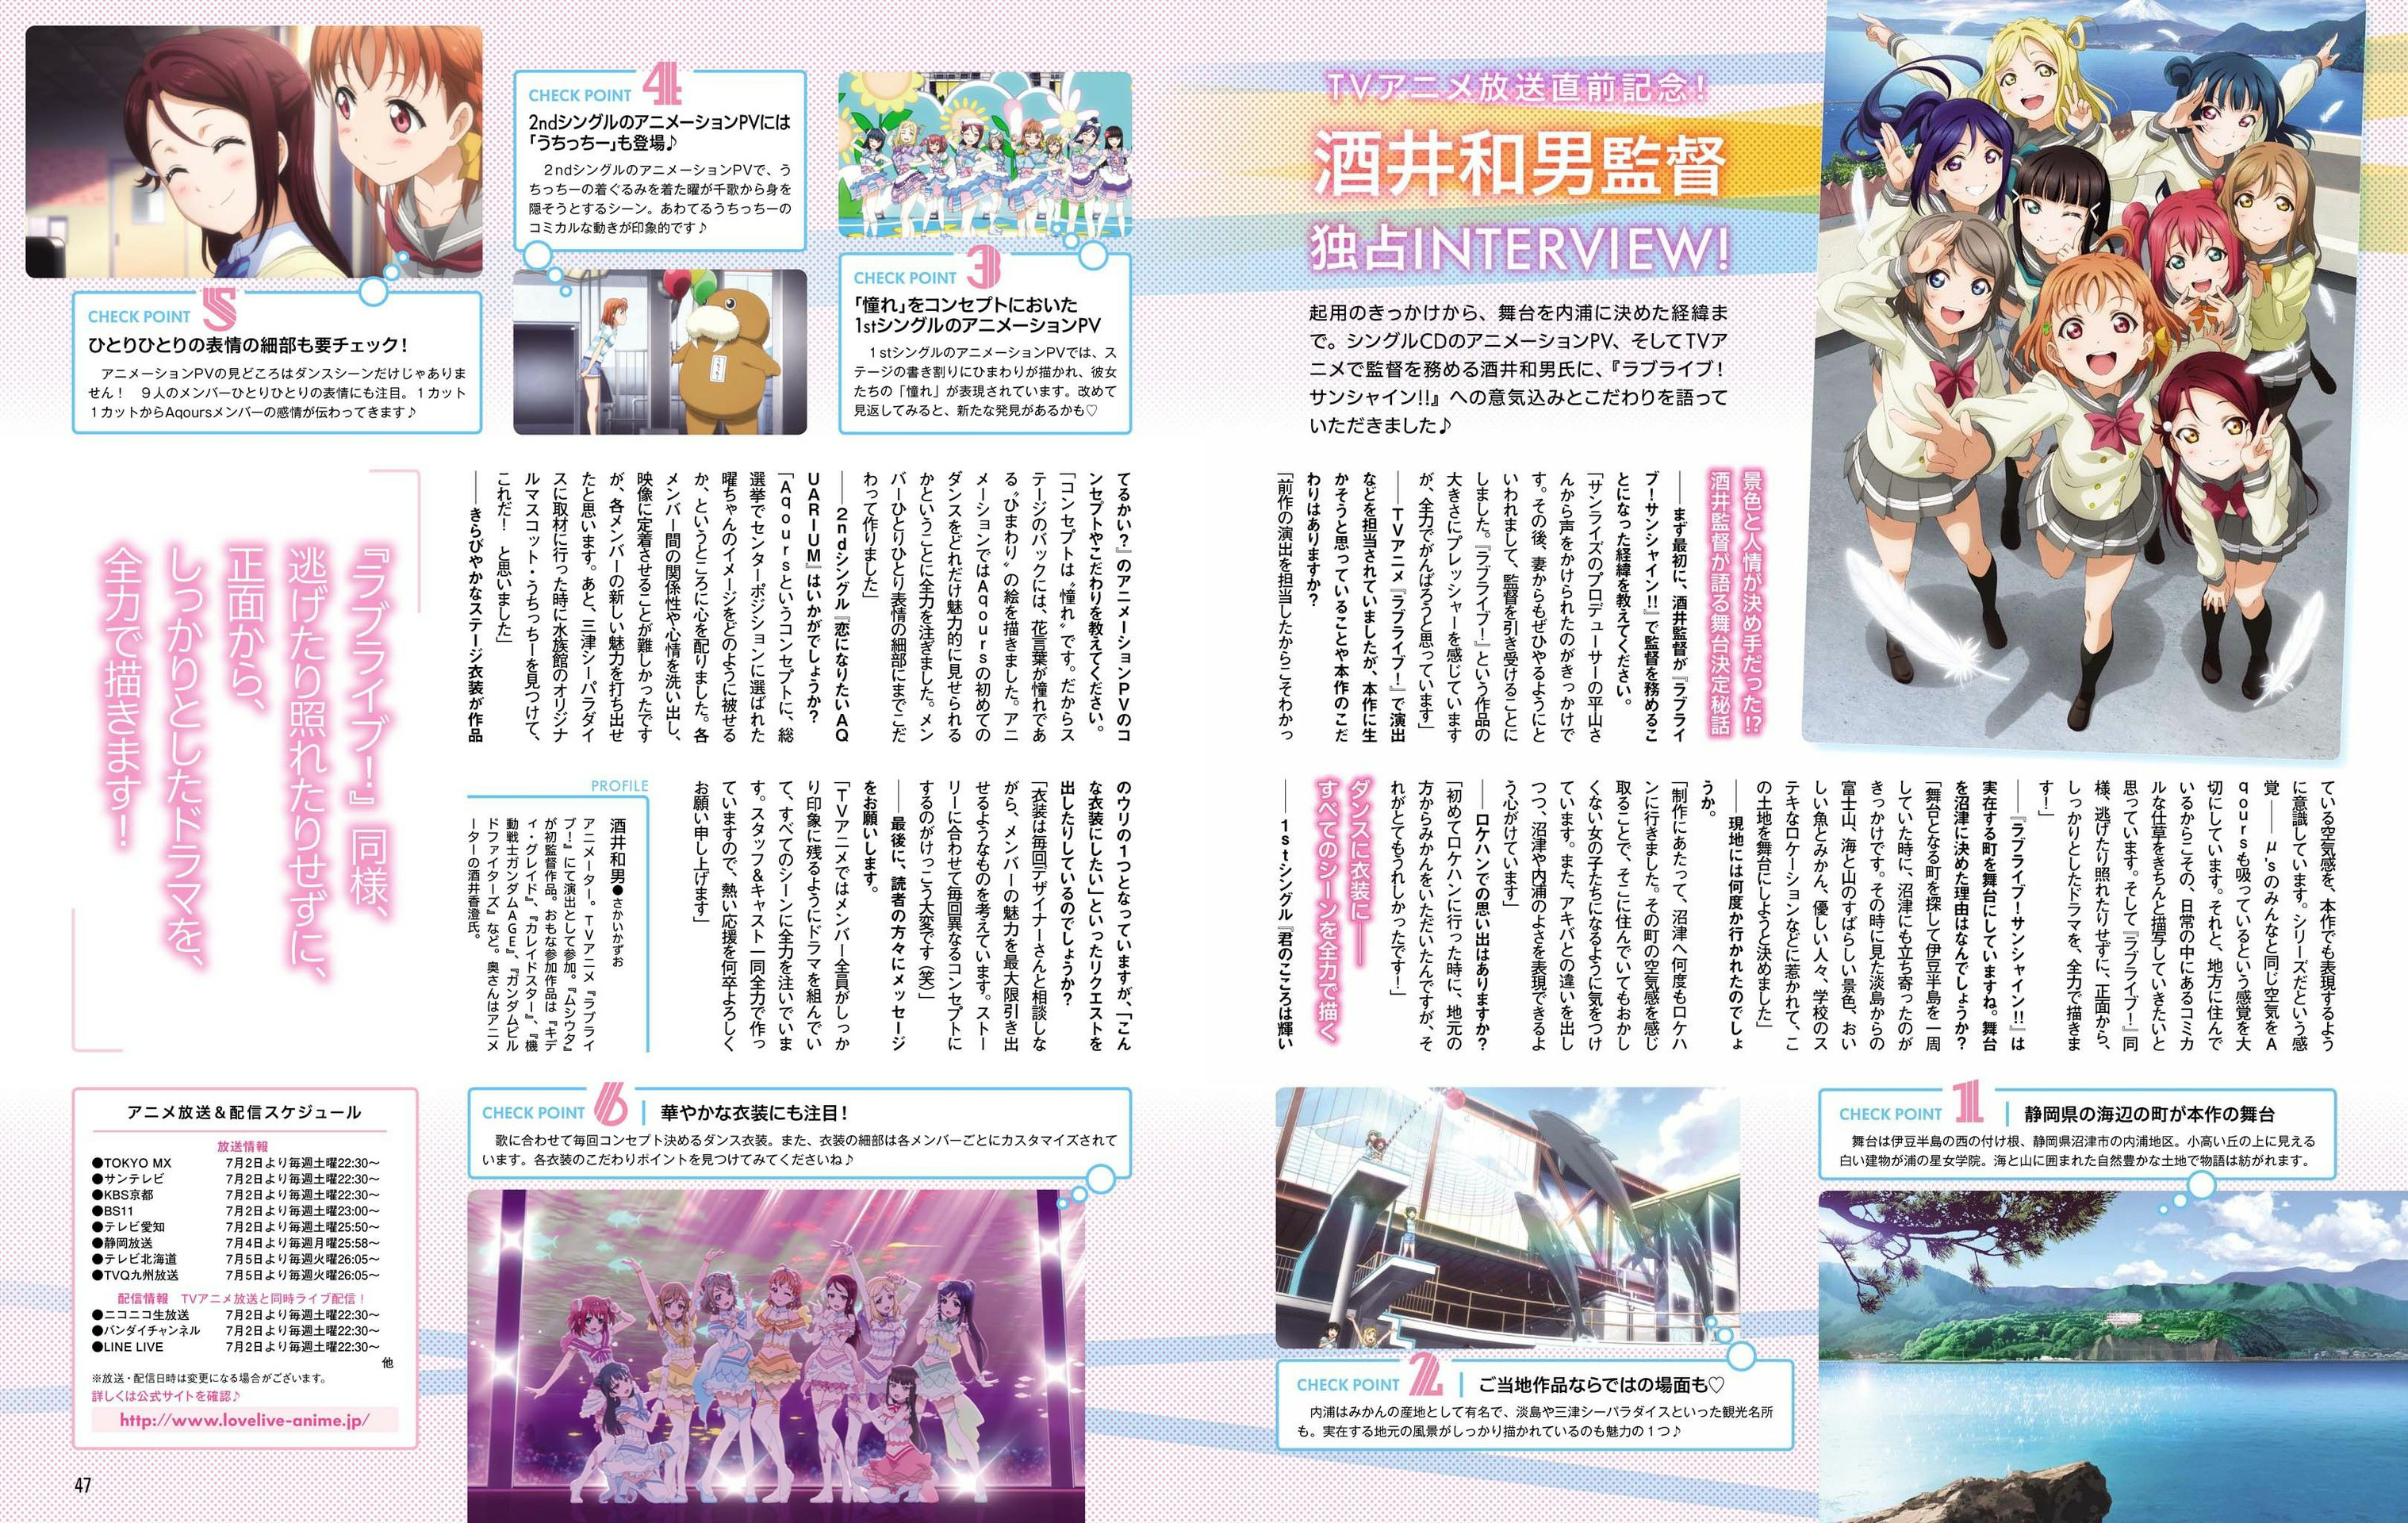 TVアニメ放送直前記念！
酒井和男監督
独占INTERVIEW！
起用のきっかけから、舞台を内浦に決めた経緯ま
で。シングルCDのアニメーションPV、そしてTVア
ニメで監督を務める酒井和男氏に、『ラブライブ！
サンシャイン!!』への意気込みとこだわりを語って
いただきました♪
景色と人情が決め手だった!?
酒井監督が語る舞台決定秘話
――まず最初に、酒井監督が『ラブライ
ブ！サンシャイン!!』で監督を務めるこ
とになった経緯を教えてください。
「サンライズのプロデューサーの平山さ
んから声をかけられたのがきっかけで
す。その後、妻からもぜひやるようにと
いわれまして、監督を引き受けることに
しました。『ラブライブ！』という作品の
大きさにプレッシャーを感じています
が、全力でがんばろうと思っています」
――TVアニメ『ラブライブ！』で演出
などを担当されていましたが、本作に生
かそうと思っていることや本作のこだ
わりはありますか？
「前作の演出を担当したからこそわかっ
ている空気感を、本作でも表現するよう
に意識しています。シリーズだという感
覚――μ'sのみんなと同じ空気をA
qoursも吸っているという感覚を大
切にしています。それと、地方に住んで
いるからこその、日常の中にあるコミカ
ルな仕草をきちんと描写していきたいと
思っています。そして『ラブライブ！』同
様、逃げたり照れたりせずに、正面から、
しっかりとしたドラマを、全力で描きま
す！」
――『ラブライブ！サンシャイン!!』は
実在する町を舞台にしていますね。舞台
を沼津に決めた理由はなんでしょうか？
「舞台となる町を探して伊豆半島を一周
していた時に、沼津にも立ち寄ったのが
きっかけです。その時に見た淡島からの
富士山、海と山のすばらしい景色、おい
しい魚とみかん、優しい人々、学校のス
テキなロケーションなどに惹かれて、こ
の土地を舞台にしようと決めました」
――現地には何度か行かれたのでしょ
うか。
「制作にあたって、沼津へ何度もロケハ
ンに行きました。その町の空気感を感じ
取ることで、そこに住んでいてもおかし
くない女の子たちになるように気をつけ
ています。また、アキバとの違いを出し
つつ、沼津や内浦のよさを表現できるよ
う心がけています」
――ロケハンでの思い出はありますか？
「初めてロケハンに行った時に、地元の
方からみかんをいただいたんですが、そ
れがとてもうれしかったです！」
ダンスに衣装に――
すべてのシーンを全力で描く
――1stシングル『君のこころは輝い
てるかい？』のアニメーションPVのコ
ンセプトやこだわりを教えてください。
「コンセプトは〝憧れ〟です。だからス
テージのバックには、花言葉が憧れであ
る〝ひまわり〟の絵を描きました。アニ
メーションではAqoursの初めての
ダンスをどれだけ魅力的に見せられる
かということに全力を注ぎました。メン
バーひとりひとり表情の細部にまでこだ
わって作りました」
――2ndシングル『恋になりたいAQ
UARIUM』はいかがでしょうか？
「Aqoursというコンセプトに、総
選挙でセンターポジションに選ばれた
曜ちゃんのイメージをどのように被せる
か、というところに心を配りました。各
メンバー間の関係性や心情を洗い出し、
映像に定着させることが難しかったです
が、各メンバーの新しい魅力を打ち出せ
たと思います。あと、三津シーパラダイ
スに取材に行った時に水族館のオリジナ
ルマスコット・うちっちーを見つけて、
これだ！　と思いました」
――きらびやかなステージ衣装が作品
のウリの1つとなっていますが、「こん
な衣装にしたい」といったリクエストを
出したりしているのでしょうか？
「衣装は毎回デザイナーさんと相談しな
がら、メンバーの魅力を最大限引き出
せるようなものを考えています。ストー
リーに合わせて毎回異なるコンセプトに
するのがけっこう大変です（笑）」
――最後に、読者の方々にメッセージ
をお願いします。
「TVアニメではメンバー全員がしっか
り印象に残るようにドラマを組んでい
て、すべてのシーンに全力を注いでいま
す。スタッフ&キャスト一同全力で作っ
ていますので、熱い応援を何卒よろしく
お願い申し上げます」
PROFILE
酒井和男●さかいかずお
アニメーター。TVアニメ『ラブライ
ブ！』にて演出として参加。『ムシウタ』
が初監督作品。おもな参加作品は『キデ
ィ・グレイド』、『カレイドスター』、『機
動戦士ガンダムAGE』、『ガンダムビル
ドファイターズ』など。奥さんはアニメ
ーターの酒井香澄氏。
『ラブライブ！』同様、
逃げたり照れたりせずに、
正面から、
しっかりとしたドラマを、
全力で描きます！
CHECK POINT 1
静岡県の海辺の町が本作の舞台
舞台は伊豆半島の西の付け根、静岡県沼津市の内浦地区。小高い丘の上に見える
白い建物が浦の星女学院。海と山に囲まれた自然豊かな土地で物語は紡がれます。
CHECK POINT 2
ご当地作品ならではの場面も♡
内浦はみかんの産地として有名で、淡島や三津シーパラダイスといった観光名所
も。実在する地元の風景がしっかり描かれているのも魅力の1つ♪
CHECK POINT 3
「憧れ」をコンセプトにおいた
1stシングルのアニメーションPV
1stシングルのアニメーションPVでは、ス
テージの書き割りにひまわりが描かれ、彼女
たちの「憧れ」が表現されています。改めて
見返してみると、新たな発見があるかも♡
CHECK POINT 4
2ndシングルのアニメーションPVには
「うちっちー」も登場♪
2ndシングルのアニメーションPVで、う
ちっちーの着ぐるみを着た曜が千歌から身を
隠そうとするシーン。あわてるうちっちーの
コミカルな動きが印象的です♪
CHECK POINT 5
ひとりひとりの表情の細部も要チェック！
アニメーションPVの見どころはダンスシーンだけじゃありま
せん！　9人のメンバーひとりひとりの表情にも注目。1カット
1カットからAqoursメンバーの感情が伝わってきます♪
CHECK POINT 6
華やかな衣装にも注目！
歌に合わせて毎回コンセプト決めるダンス衣装。また、衣装の細部は各メンバーごとにカスタマイズされて
います。各衣装のこだわりポイントを見つけてみてくださいね♪
アニメ放送＆配信スケジュール
放送情報
●TOKYO MX 7月2日より毎週土曜22:30～
●サンテレビ 7月2日より毎週土曜22:30～
●KBS京都 7月2日より毎週土曜22:30～
●BS11 7月2日より毎週土曜23:00～
●テレビ愛知 7月2日より毎週土曜25:50～
●静岡放送 7月4日より毎週月曜25:58～
●テレビ北海道 7月5日より毎週火曜26:05～
●TVQ九州放送 7月5日より毎週火曜26:05～
配信情報　TVアニメ放送と同時ライブ配信！
●ニコニコ生放送 7月2日より毎週土曜22:30～
●バンダイチャンネル 7月2日より毎週土曜22:30～
●LINE LIVE 7月2日より毎週土曜22:30～
他
※放送・配信日時は変更になる場合がございます。
詳しくは公式サイトを確認♪
http://www.lovelive-anime.jp/
47